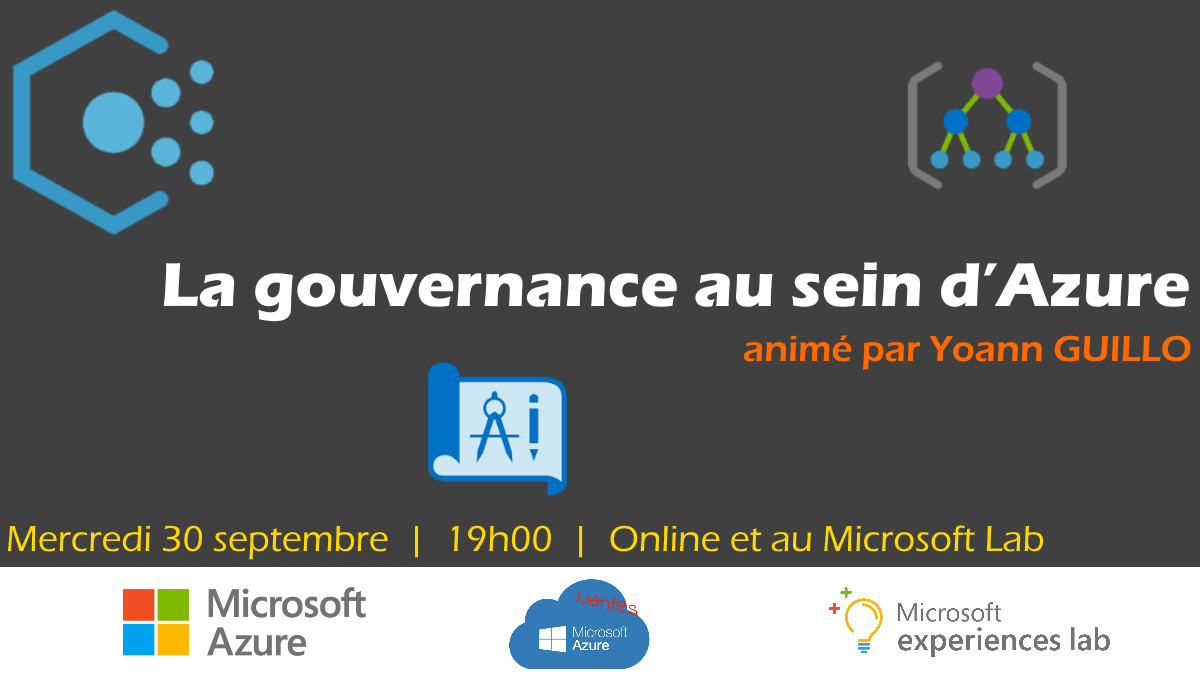 La gouvernance au sein d’Azure
animé par Yoann GUILLO
Mercredi 30 septembre | 19h00 | Online et au Microsoft Lab
Microsoft
Azure
Nantes
Microsoft
Azure
Microsoft
experiences lab